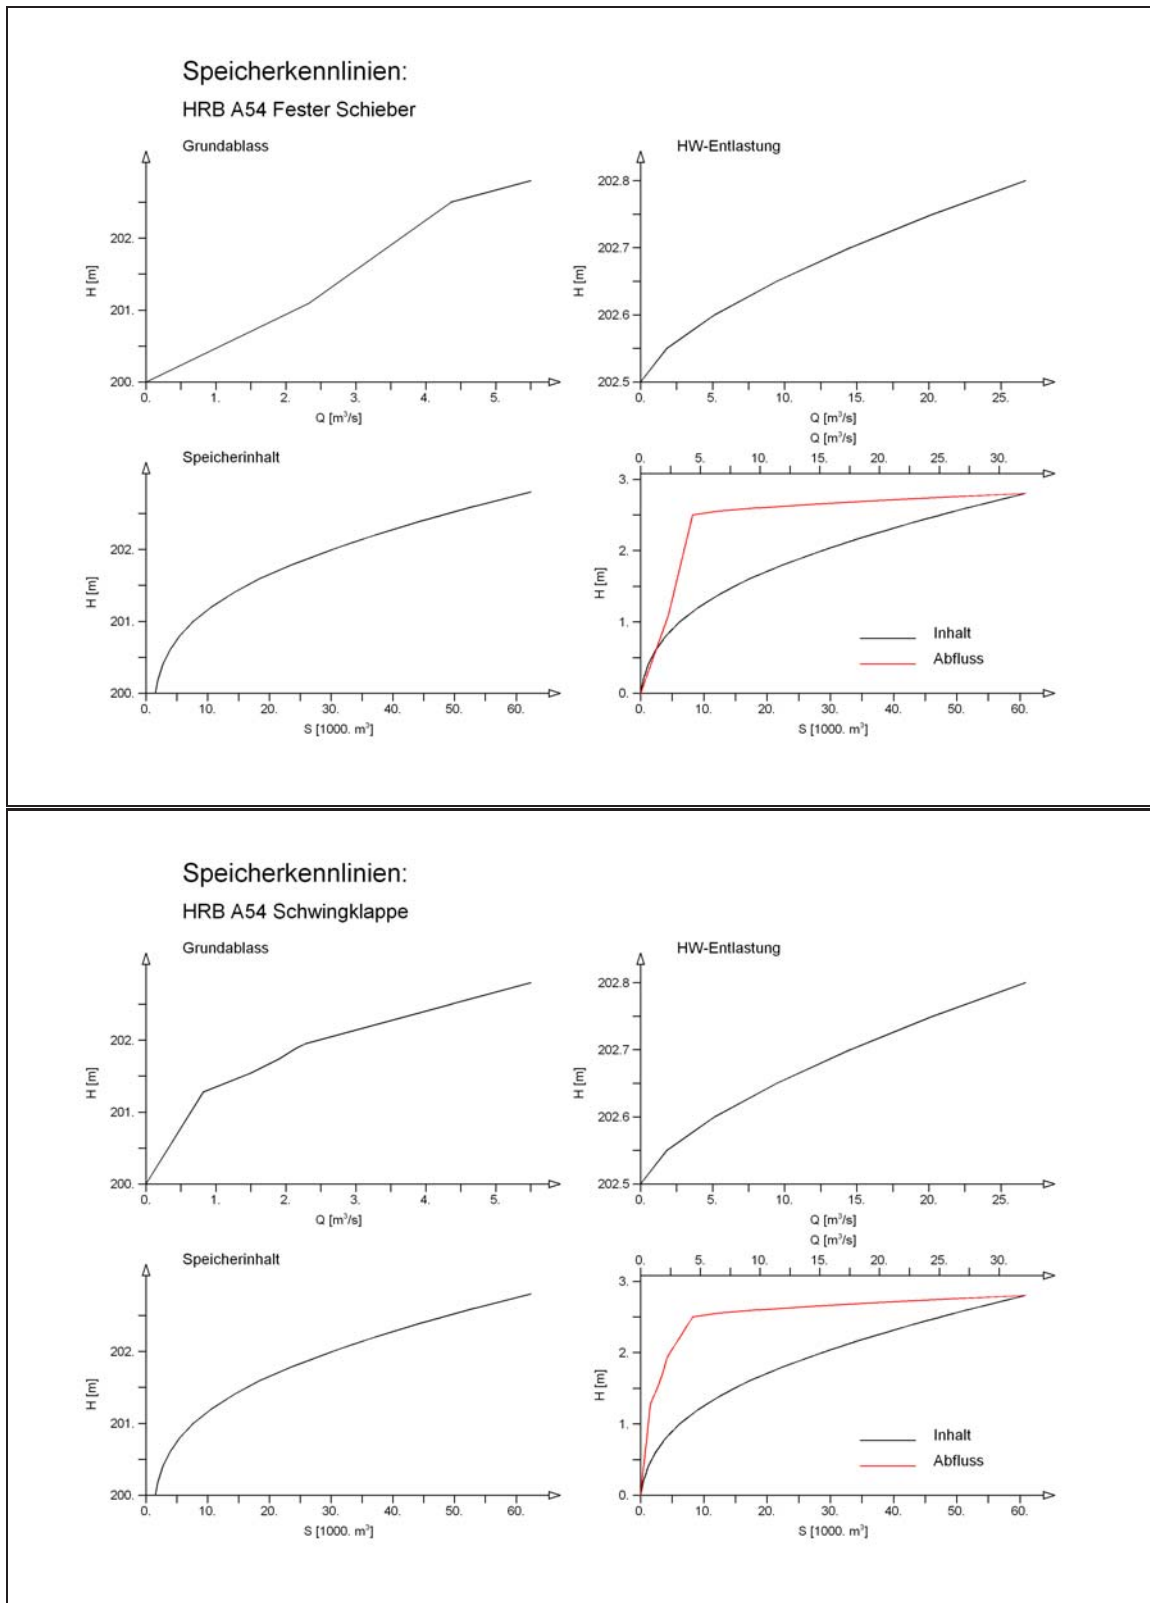 Speicherkennlinien:
HRB A54 Fester Schieber
Grundablass
H [m]
202.
201.
200.
0. 1. 2. 3. 4. 5.
Q [m³/s]
HW-Entlastung
H [m]
202.8
202.7
202.6
202.5
0. 5. 10. 15. 20. 25.
Q [m³/s]
Speicherinhalt
H [m]
202.
201.
200.
0. 10. 20. 30. 40. 50. 60.
S [1000. m³]
Q [m³/s]
0. 5. 10. 15. 20. 25. 30.
H [m]
3.
2.
1.
0.
Inhalt
Abfluss
0. 10. 20. 30. 40. 50. 60.
S [1000. m³]
Speicherkennlinien:
HRB A54 Schwingklappe
Grundablass
H [m]
202.
201.
200.
0. 1. 2. 3. 4. 5.
Q [m³/s]
HW-Entlastung
H [m]
202.8
202.7
202.6
202.5
0. 5. 10. 15. 20. 25.
Q [m³/s]
Speicherinhalt
H [m]
202.
201.
200.
0. 10. 20. 30. 40. 50. 60.
S [1000. m³]
Q [m³/s]
0. 5. 10. 15. 20. 25. 30.
H [m]
3.
2.
1.
0.
Inhalt
Abfluss
0. 10. 20. 30. 40. 50. 60.
S [1000. m³]